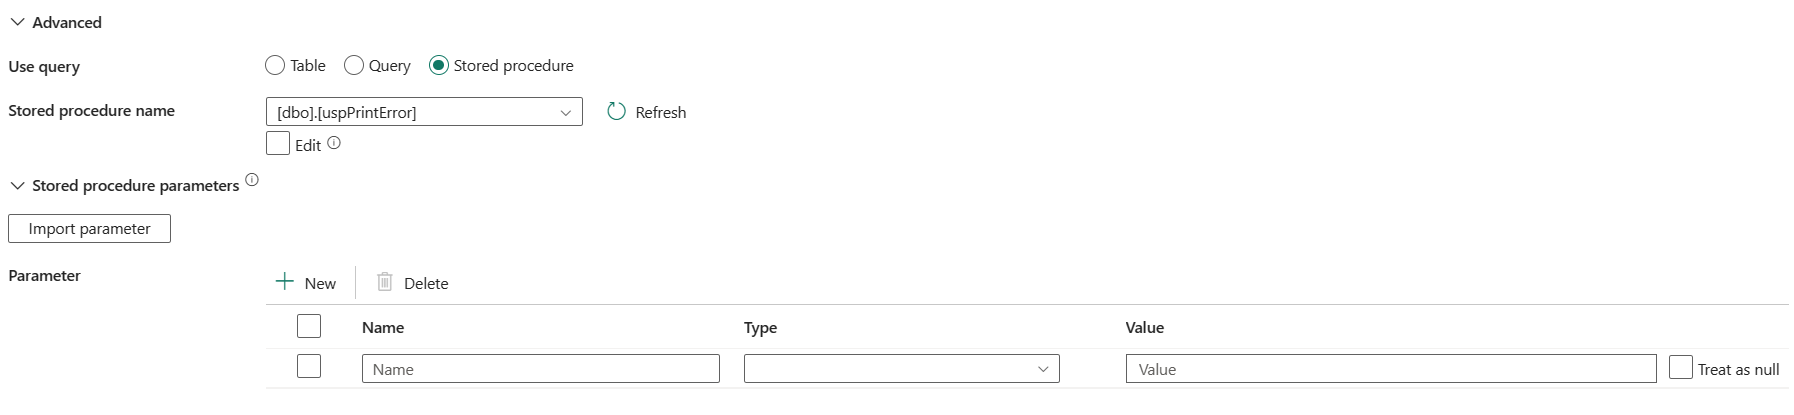 Advanced
Use query
Table Query Stored procedure
Stored procedure name
[dbo].[uspPrintError] Refresh
Edit
Stored procedure parameters
Import parameter
Parameter
New Delete
Name Type Value
Name Value Treat as null